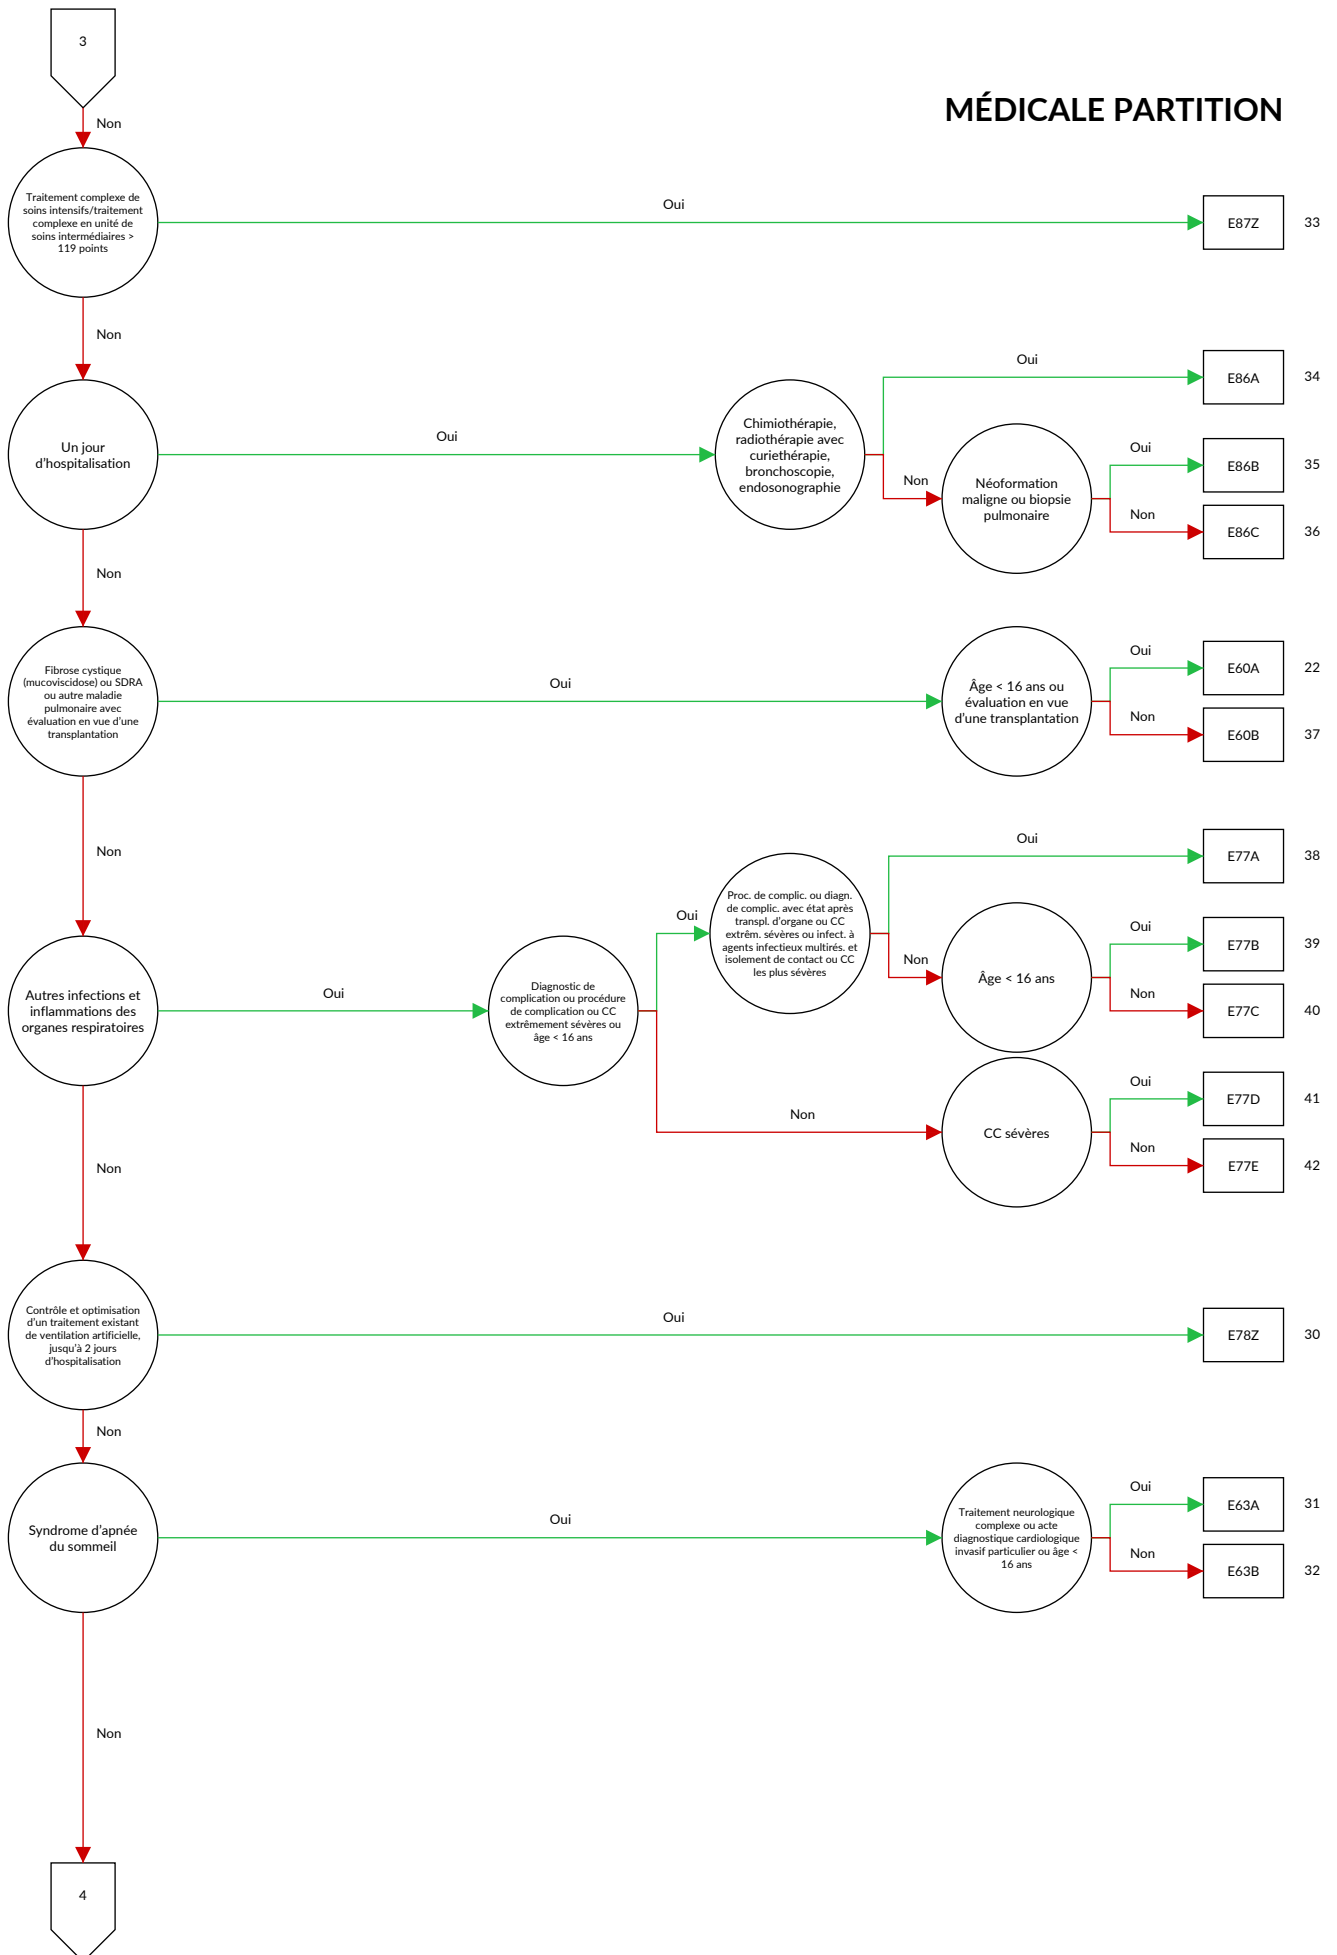 3
MÉDICALE PARTITION
Non
Traitement complexe de
soins intensifs/traitement
complexe en unité de
soins intermédiaires >
119 points
Oui
E87Z
33
Non
Un jour
d'hospitalisation
Oui
Chimiothérapie,
radiothérapie avec
curiethérapie,
bronchoscopie,
endosonographie
Oui
E86A
34
Non
Néoformation
maligne ou biopsie
pulmonaire
Oui
E86B
35
Non
E86C
36
Non
Fibrose cystique
(mucoviscidose) ou SDRA
ou autre maladie
pulmonaire avec
évaluation en vue d'une
transplantation
Oui
Âge < 16 ans ou
évaluation en vue
d'une transplantation
Oui
E60A
22
Non
E60B
37
Non
Autres infections et
inflammations des
organes respiratoires
Oui
Diagnostic de
complication ou procédure
de complication ou CC
extrêmement sévères ou
âge < 16 ans
Oui
Proc. de complic. ou diagn.
de complic. avec état après
transpl. d'organe ou CC
extrêm. sévères ou infect. à
agents infectieux multirés. et
isolement de contact ou CC
les plus sévères
Oui
E77A
38
Non
Âge < 16 ans
Oui
E77B
39
Non
E77C
40
Non
CC sévères
Oui
E77D
41
Non
E77E
42
Non
Contrôle et optimisation
d'un traitement existant
de ventilation artificielle,
jusqu'à 2 jours
d'hospitalisation
Oui
E78Z
30
Non
Syndrome d'apnée
du sommeil
Oui
Traitement neurologique
complexe ou acte
diagnostique cardiologique
invasif particulier ou âge <
16 ans
Oui
E63A
31
Non
E63B
32
Non
4